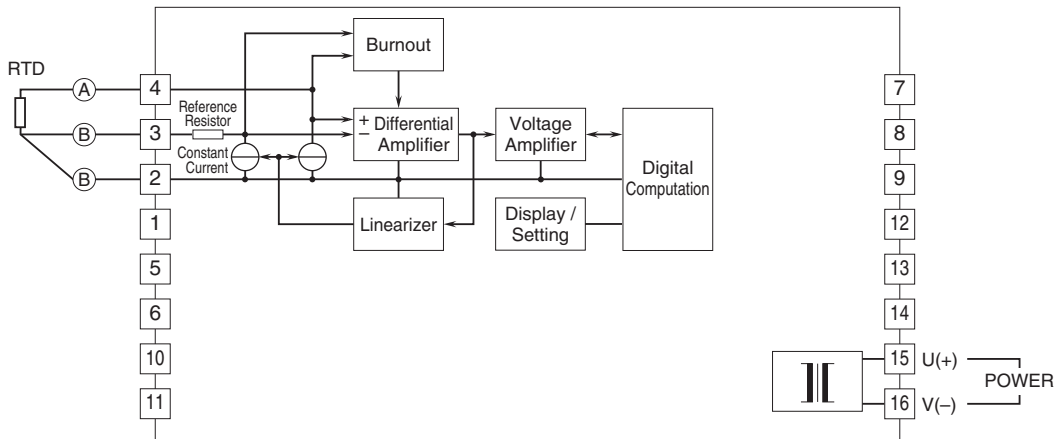 RTD
A
B
B
4
3
2
1
5
6
10
11
Reference
Resistor
Constant
Current
Burnout
+
−
Differential
Amplifier
Linearizer
Voltage
Amplifier
Display /
Setting
Digital
Computation
7
8
9
12
13
14
15
16
U(+)
V(–)
POWER